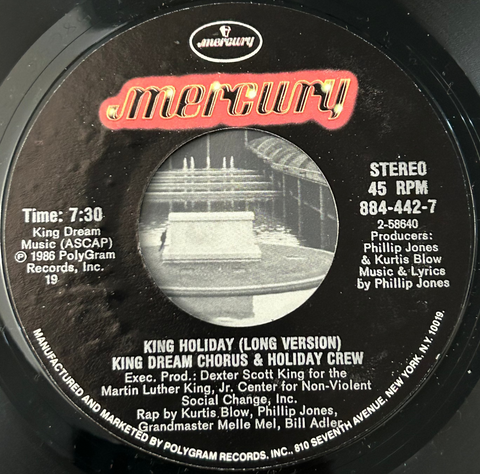 mercury
mercury
STEREO
45 RPM
884-442-7
2-58640
Producers:
Phillip Jones
& Kurtis Blow
Music & Lyrics
by Phillip Jones
Time: 7:30
King Dream
Music (ASCAP)
℗ 1986 PolyGram
Records, Inc.
19
KING HOLIDAY (LONG VERSION)
KING DREAM CHORUS & HOLIDAY CREW
Exec. Prod.: Dexter Scott King for the
Martin Luther King, Jr. Center for Non-Violent
Social Change, Inc.
Rap by Kurtis Blow, Phillip Jones,
Grandmaster Melle Mel, Bill Adler
MANUFACTURED AND MARKETED BY POLYGRAM RECORDS, INC., 810 SEVENTH AVENUE, NEW YORK, N.Y. 10019.